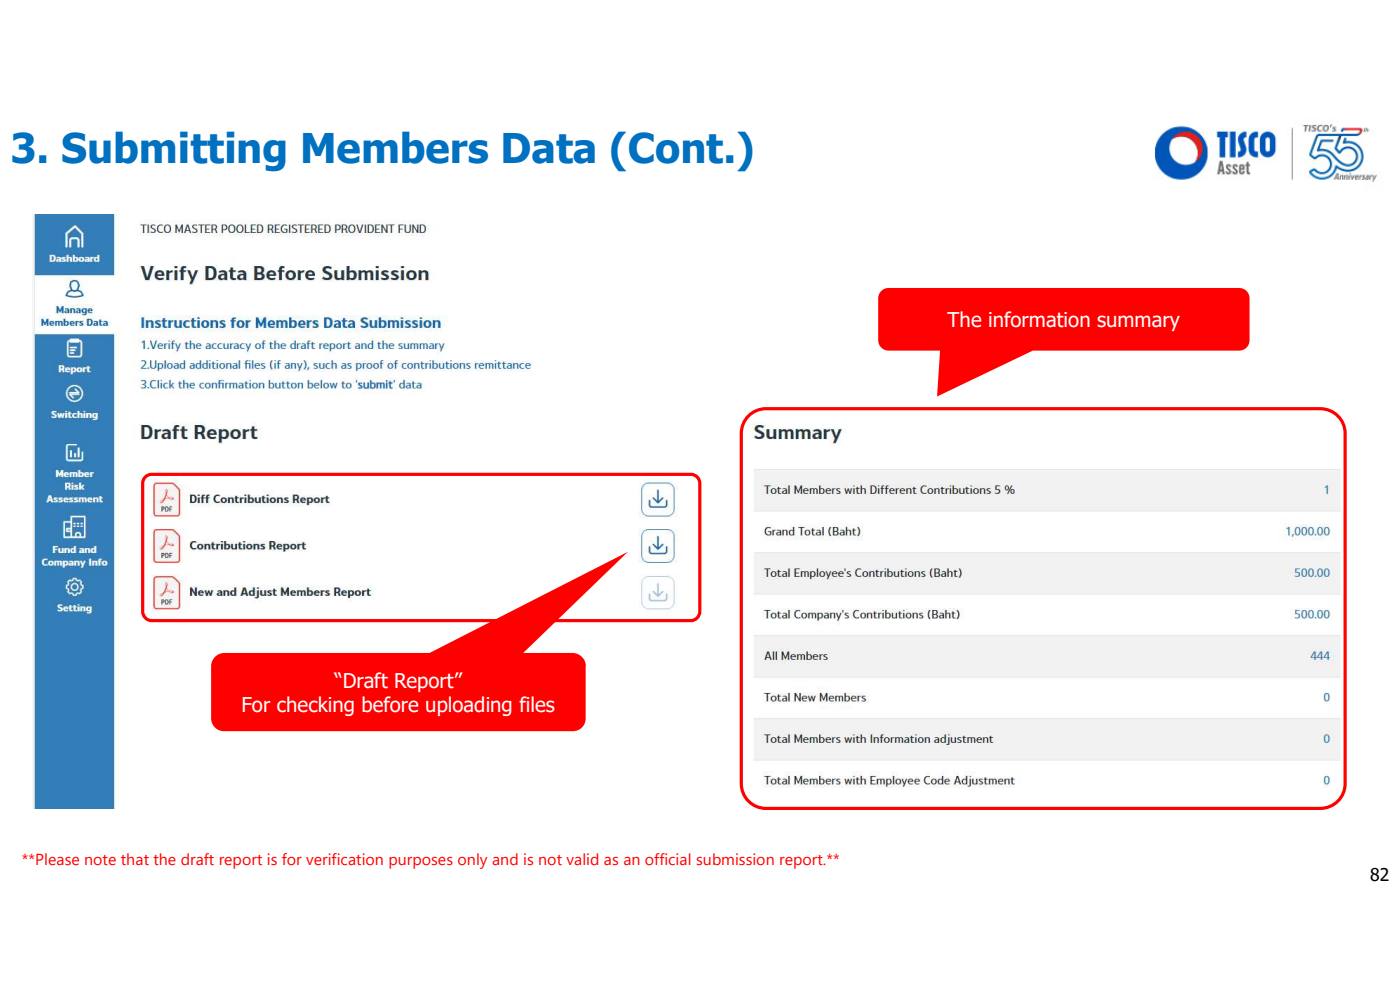 3. Submitting Members Data (Cont.)
TISCO
Asset
TISCO's
55th
Anniversary
Dashboard
Manage
Members Data
Report
Switching
Member
Risk
Assessment
Fund and
Company Info
Setting
TISCO MASTER POOLED REGISTERED PROVIDENT FUND
Verify Data Before Submission
Instructions for Members Data Submission
1.Verify the accuracy of the draft report and the summary
2.Upload additional files (if any), such as proof of contributions remittance
3.Click the confirmation button below to 'submit' data
Draft Report
PDF Diff Contributions Report
PDF Contributions Report
PDF New and Adjust Members Report
“Draft Report”
For checking before uploading files
The information summary
Summary
Total Members with Different Contributions 5 % 1
Grand Total (Baht) 1,000.00
Total Employee's Contributions (Baht) 500.00
Total Company's Contributions (Baht) 500.00
All Members 444
Total New Members 0
Total Members with Information adjustment 0
Total Members with Employee Code Adjustment 0
**Please note that the draft report is for verification purposes only and is not valid as an official submission report.**
82